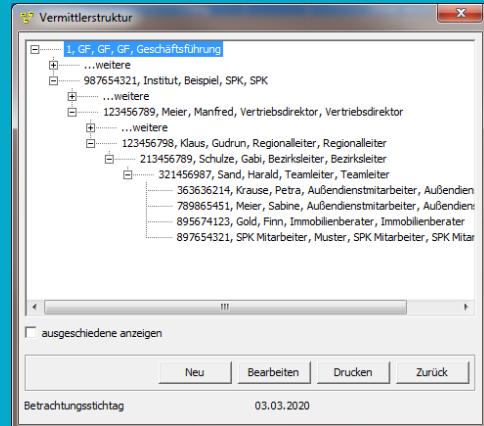 Vermittlerstruktur
1, GF, GF, GF, Geschäftsführung
...weitere
987654321, Institut, Beispiel, SPK, SPK
...weitere
123456789, Meier, Manfred, Vertriebsdirektor, Vertriebsdirektor
...weitere
123456798, Klaus, Gudrun, Regionalleiter, Regionalleiter
213456789, Schulze, Gabi, Bezirksleiter, Bezirksleiter
321456987, Sand, Harald, Teamleiter, Teamleiter
363636214, Krause, Petra, Außendienstmitarbeiter, Außendien
789865451, Meier, Sabine, Außendienstmitarbeiter, Außendiens
895674123, Gold, Finn, Immobilienberater, Immobilienberater
897654321, SPK Mitarbeiter, Muster, SPK Mitarbeiter, SPK Mitar
ausgeschiedene anzeigen
Neu Bearbeiten Drucken Zurück
Betrachtungsstichtag 03.03.2020